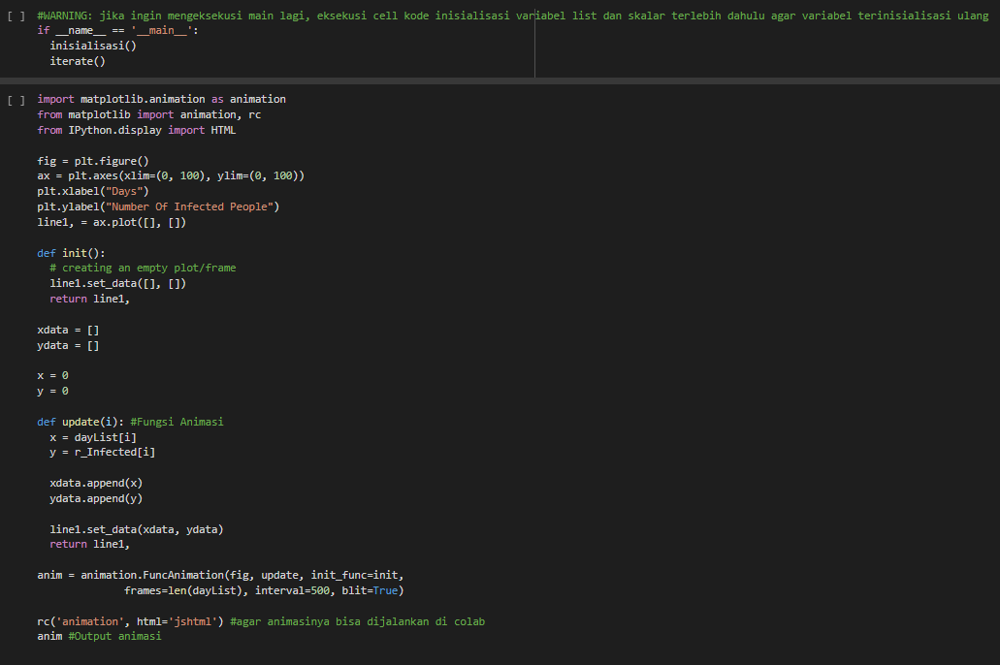 [ ] #WARNING: jika ingin mengeksekusi main lagi, eksekusi cell kode inisialisasi variabel list dan skalar terlebih dahulu agar variabel terinisialisasi ulang
if __name__ == '__main__':
  inisialisasi()
  iterate()
[ ] import matplotlib.animation as animation
from matplotlib import animation, rc
from IPython.display import HTML

fig = plt.figure()
ax = plt.axes(xlim=(0, 100), ylim=(0, 100))
plt.xlabel("Days")
plt.ylabel("Number Of Infected People")
line1, = ax.plot([], [])

def init():
  # creating an empty plot/frame
  line1.set_data([], [])
  return line1,

xdata = []
ydata = []

x = 0
y = 0

def update(i): #Fungsi Animasi
  x = dayList[i]
  y = r_Infected[i]

  xdata.append(x)
  ydata.append(y)

  line1.set_data(xdata, ydata)
  return line1,

anim = animation.FuncAnimation(fig, update, init_func=init,
              frames=len(dayList), interval=500, blit=True)

rc('animation', html='jshtml') #agar animasinya bisa dijalankan di colab
anim #Output animasi